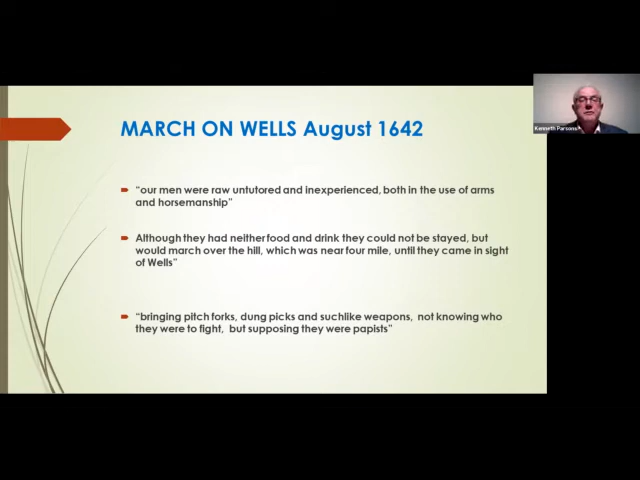 MARCH ON WELLS August 1642
"our men were raw untutored and inexperienced, both in the use of arms
and horsemanship"
Although they had neither food and drink they could not be stayed, but
would march over the hill, which was near four mile, until they came in sight
of Wells"
"bringing pitch forks, dung picks and suchlike weapons, not knowing who
they were to fight, but supposing they were papists"
Kenneth Parsons